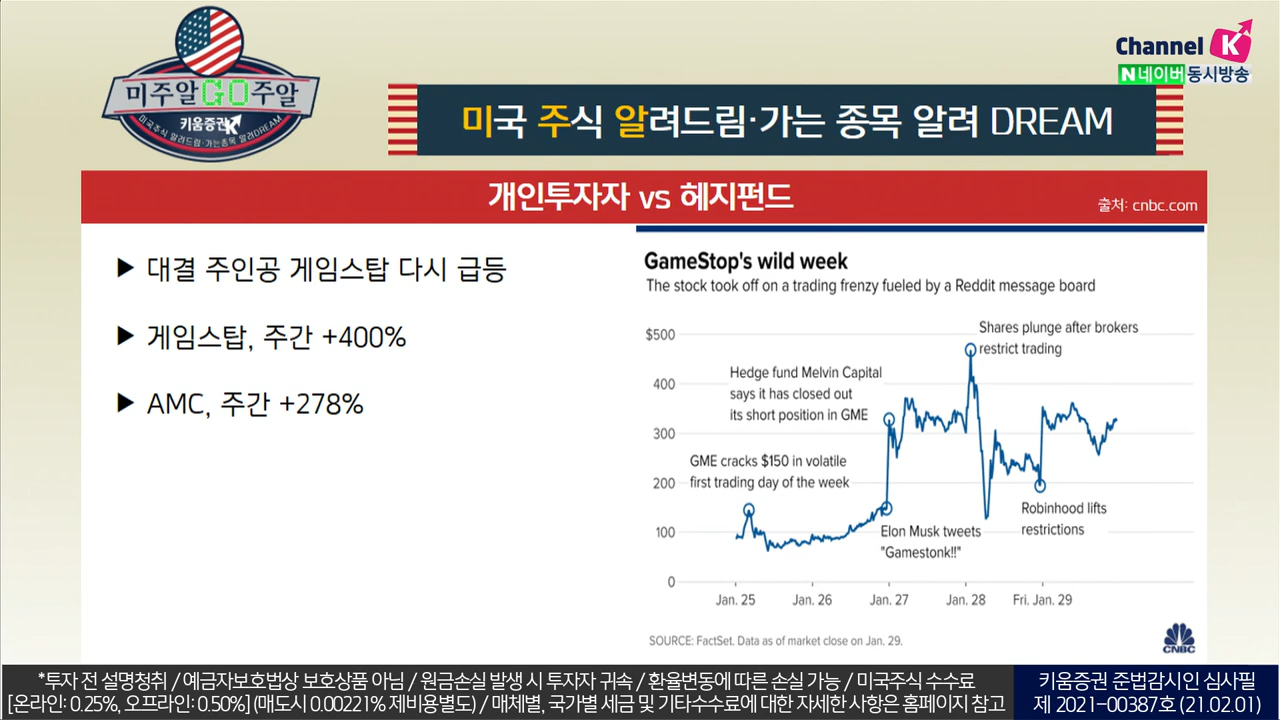 미주알GO주알
미국주식 알려드림·가는종목 알려DREAM
키움증권K
Channel K
N 네이버 동시방송
미국 주식 알려드림·가는 종목 알려 DREAM
개인투자자 vs 헤지펀드
출처: cnbc.com
▶ 대결 주인공 게임스탑 다시 급등
▶ 게임스탑, 주간 +400%
▶ AMC, 주간 +278%
GameStop's wild week
The stock took off on a trading frenzy fueled by a Reddit message board
$500
400
300
200
100
0
Shares plunge after brokers
restrict trading
Hedge fund Melvin Capital
says it has closed out
its short position in GME
GME cracks $150 in volatile
first trading day of the week
Elon Musk tweets
"Gamestonk!!"
Robinhood lifts
restrictions
Jan. 25 Jan. 26 Jan. 27 Jan. 28 Fri. Jan. 29
SOURCE: FactSet. Data as of market close on Jan. 29.
CNBC
*투자 전 설명청취 / 예금자보호법상 보호상품 아님 / 원금손실 발생 시 투자자 귀속 / 환율변동에 따른 손실 가능 / 미국주식 수수료
[온라인: 0.25%, 오프라인: 0.50%] (매도시 0.00221% 제비용별도) / 매체별, 국가별 세금 및 기타수수료에 대한 자세한 사항은 홈페이지 참고
키움증권 준법감시인 심사필
제 2021-00387호 (21.02.01)